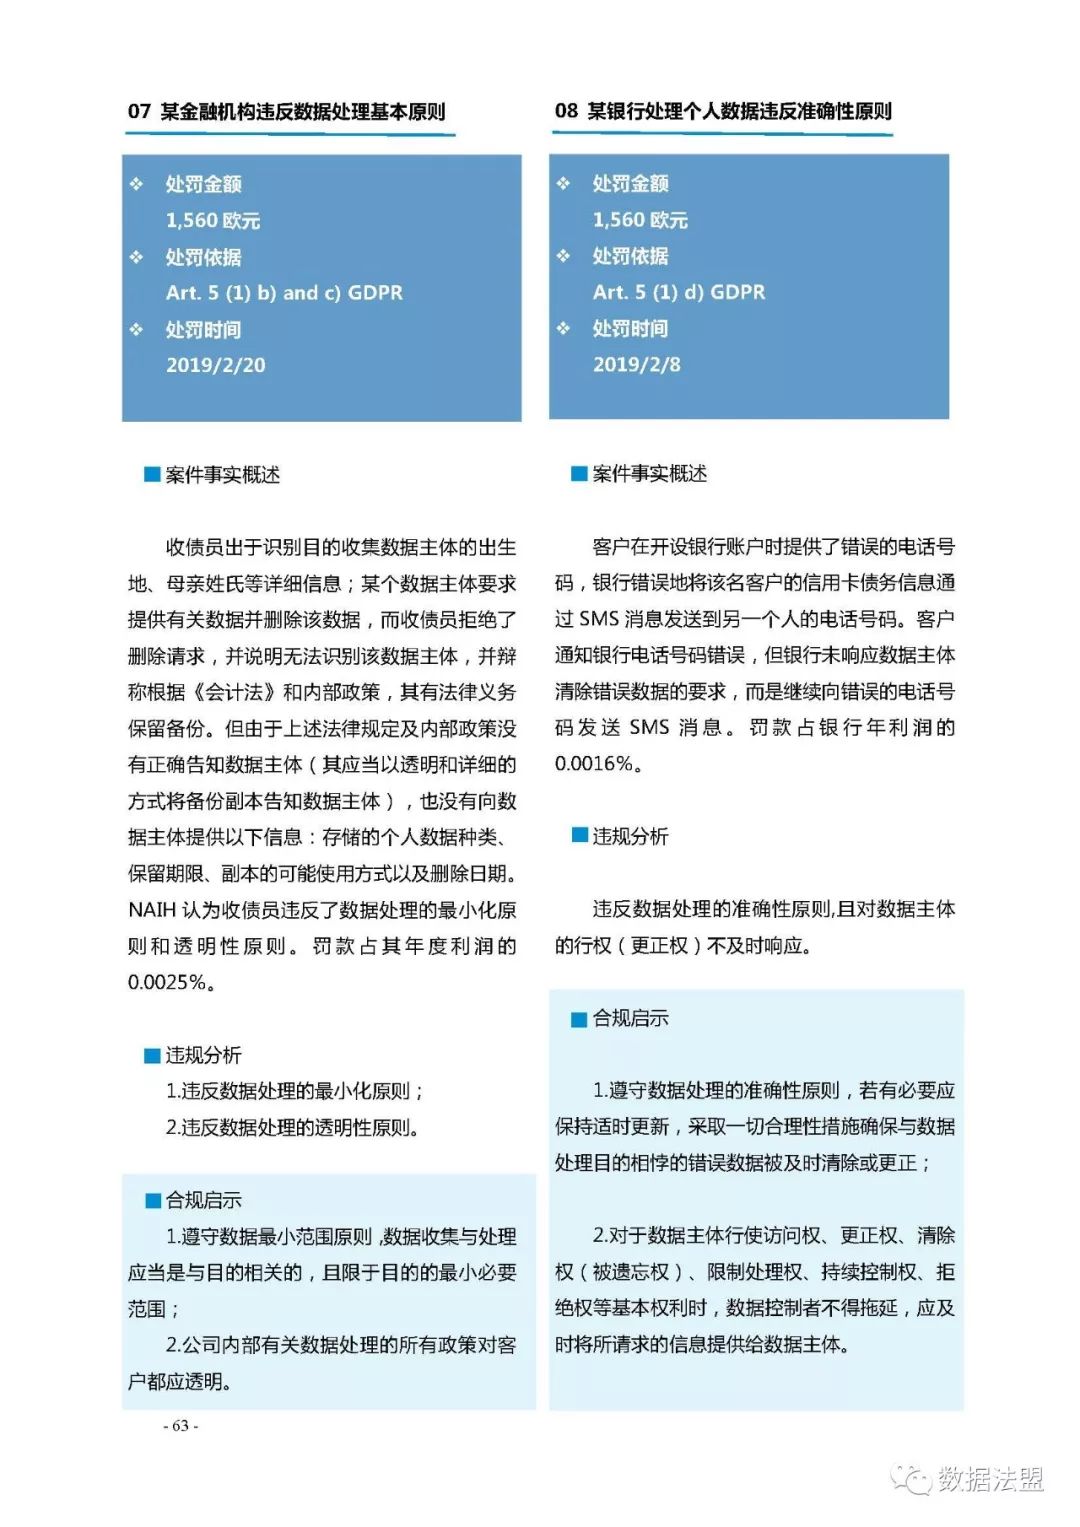 07 某金融机构违反数据处理基本原则
❖ 处罚金额
1,560 欧元
❖ 处罚依据
Art. 5 (1) b) and c) GDPR
❖ 处罚时间
2019/2/20
■ 案件事实概述
收债员出于识别目的收集数据主体的出生
地、母亲姓氏等详细信息；某个数据主体要求
提供有关数据并删除该数据，而收债员拒绝了
删除请求，并说明无法识别该数据主体，并辩
称根据《会计法》和内部政策，其有法律义务
保留备份。但由于上述法律规定及内部政策没
有正确告知数据主体（其应当以透明和详细的
方式将备份副本告知数据主体），也没有向数
据主体提供以下信息：存储的个人数据种类、
保留期限、副本的可能使用方式以及删除日期。
NAIH 认为收债员违反了数据处理的最小化原
则和透明性原则。罚款占其年度利润的
0.0025%。
■ 违规分析
1.违反数据处理的最小化原则；
2.违反数据处理的透明性原则。
■ 合规启示
1.遵守数据最小范围原则,数据收集与处理
应当是与目的相关的，且限于目的的最小必要
范围；
2.公司内部有关数据处理的所有政策对客
户都应透明。
08 某银行处理个人数据违反准确性原则
❖ 处罚金额
1,560 欧元
❖ 处罚依据
Art. 5 (1) d) GDPR
❖ 处罚时间
2019/2/8
■ 案件事实概述
客户在开设银行账户时提供了错误的电话号
码，银行错误地将该名客户的信用卡债务信息通
过 SMS 消息发送到另一个人的电话号码。客户
通知银行电话号码错误，但银行未响应数据主体
清除错误数据的要求，而是继续向错误的电话号
码发送 SMS 消息。罚款占银行年利润的
0.0016%。
■ 违规分析
违反数据处理的准确性原则,且对数据主体
的行权（更正权）不及时响应。
■ 合规启示
1.遵守数据处理的准确性原则，若有必要应
保持适时更新，采取一切合理性措施确保与数据
处理目的相悖的错误数据被及时清除或更正；
2.对于数据主体行使访问权、更正权、清除
权（被遗忘权）、限制处理权、持续控制权、拒
绝权等基本权利时，数据控制者不得拖延，应及
时将所请求的信息提供给数据主体。
- 63 -
数据法盟